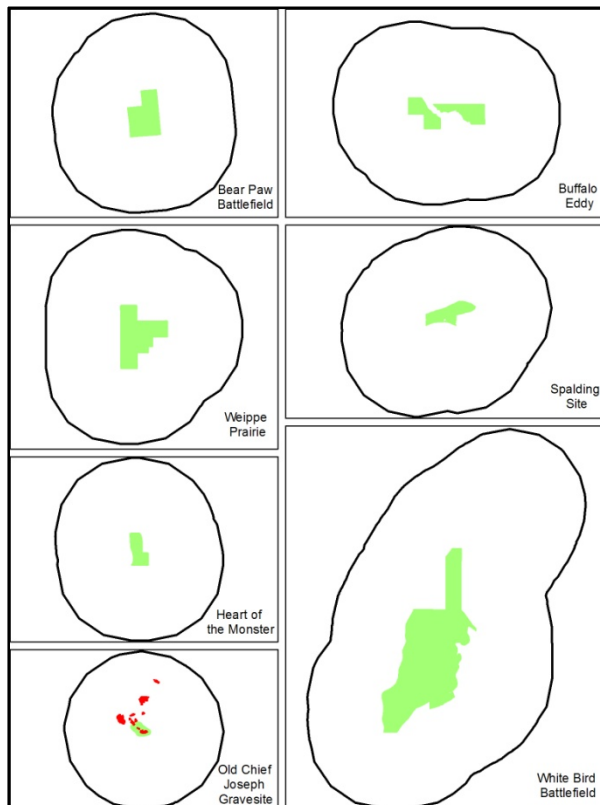 Bear Paw
Battlefield
Buffalo
Eddy
Weippe
Prairie
Spalding
Site
Heart of
the Monster
Old Chief
Joseph
Gravesite
White Bird
Battlefield